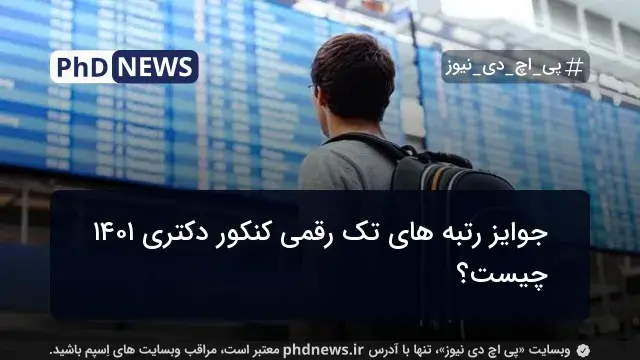 PhD NEWS
#پی_اچ_دی_نیوز
جوایز رتبه های تک رقمی کنکور دکتری ۱۴۰۱
چیست؟
وبسایت «پی اچ دی نیوز»، تنها با آدرس phdnews.ir معتبر است، مراقب وبسایت های اِسپم باشید.